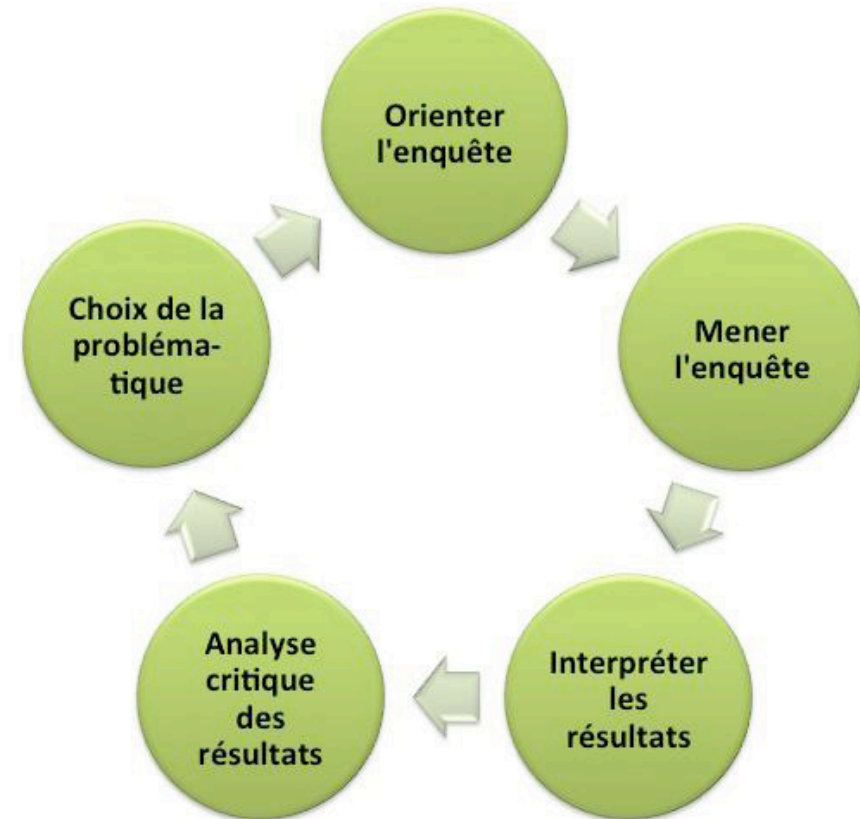 Orienter
l'enquête
Mener
l'enquête
Interpréter
les
résultats
Analyse
critique
des
résultats
Choix de la
probléma-
tique